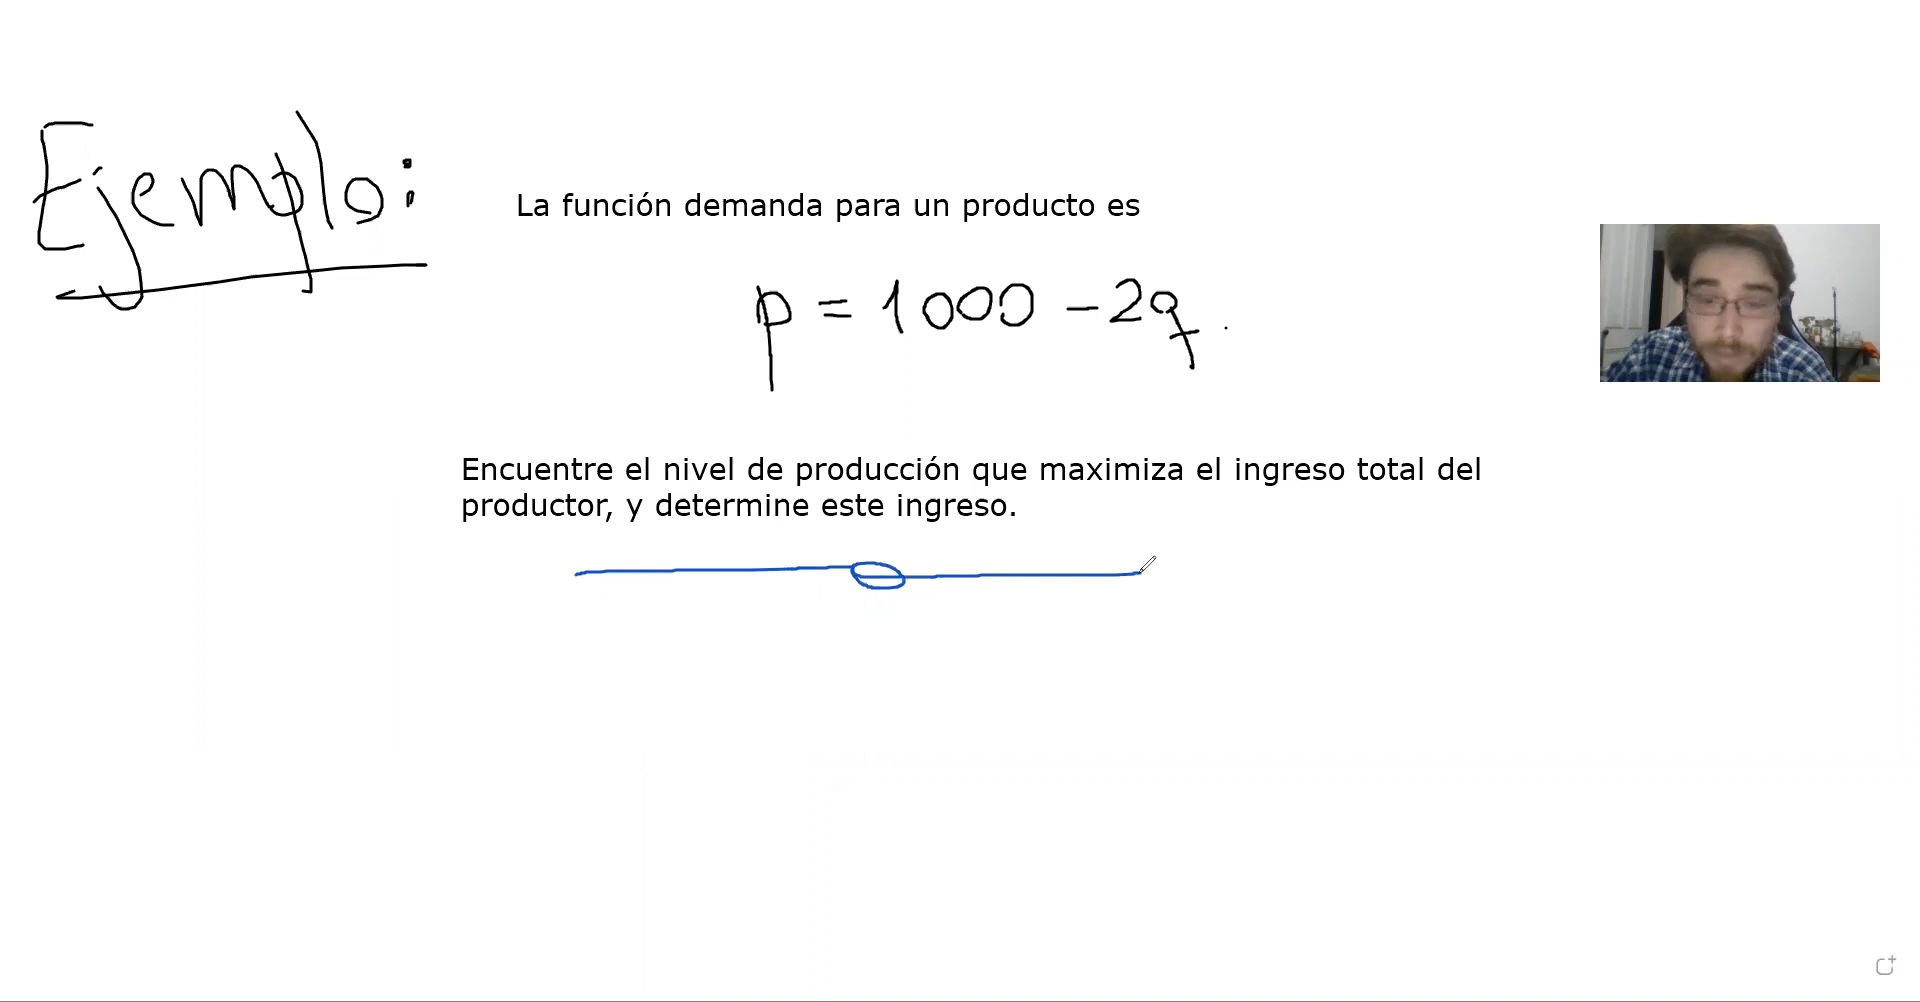 Ejemplo:
La función demanda para un producto es
p = 1000 - 2q.
Encuentre el nivel de producción que maximiza el ingreso total del
productor, y determine este ingreso.